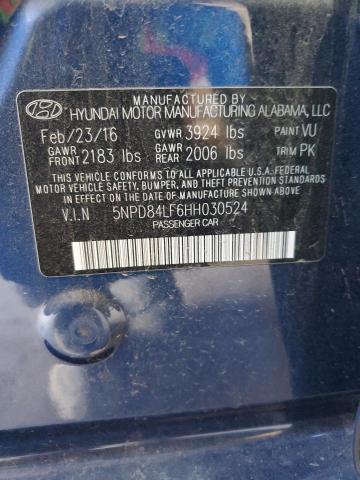 MANUFACTURED BY
HYUNDAI MOTOR MANUFACTURING ALABAMA, LLC
Feb/23/16 GVWR 3924 lbs PAINT VU
GAWR FRONT 2183 lbs GAWR REAR 2006 lbs TRIM PK
THIS VEHICLE CONFORMS TO ALL APPLICABLE FEDERAL
MOTOR VEHICLE SAFETY, BUMPER, AND THEFT PREVENTION STANDARDS
IN EFFECT ON THE DATE OF MANUFACTURE SHOWN ABOVE.
V.I.N 5NPD84LF6HH030524
PASSENGER CAR